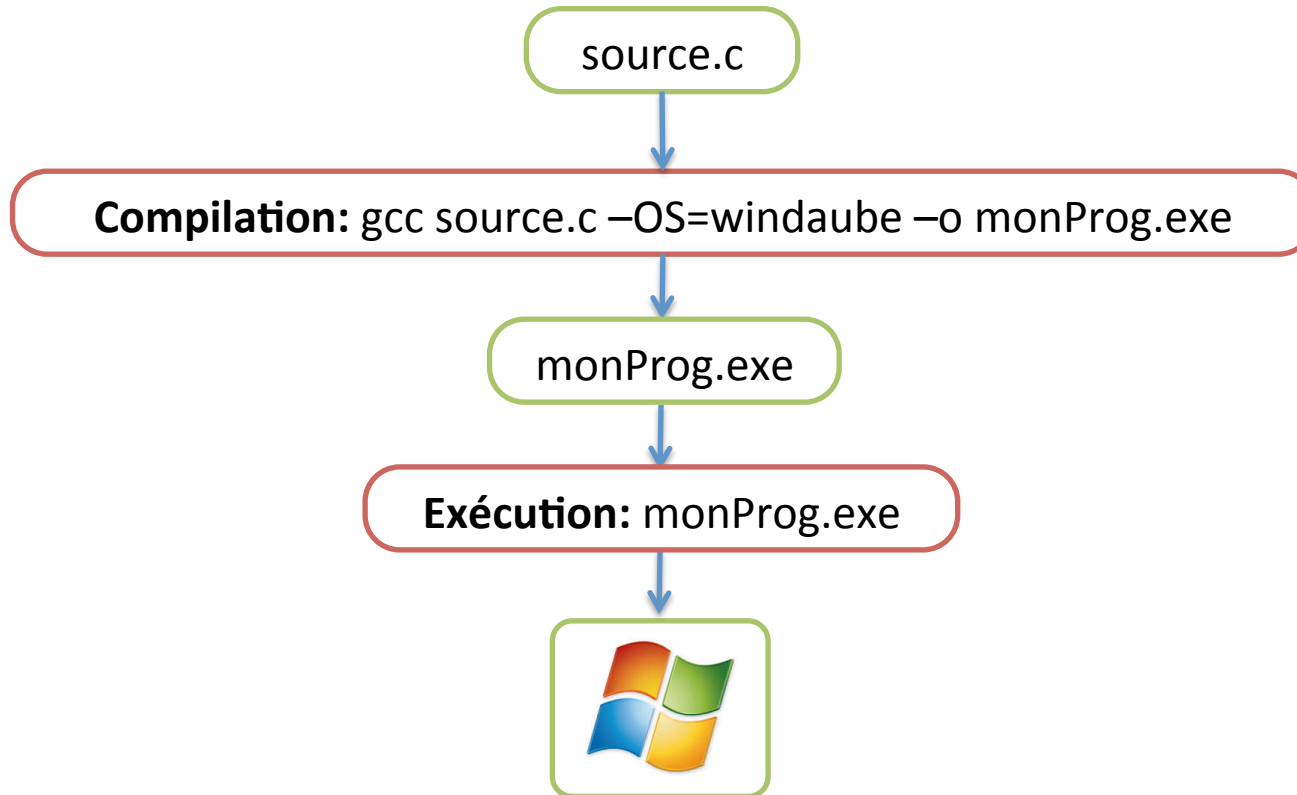 source.c
Compilation: gcc source.c –OS=windaube –o monProg.exe
monProg.exe
Exécution: monProg.exe